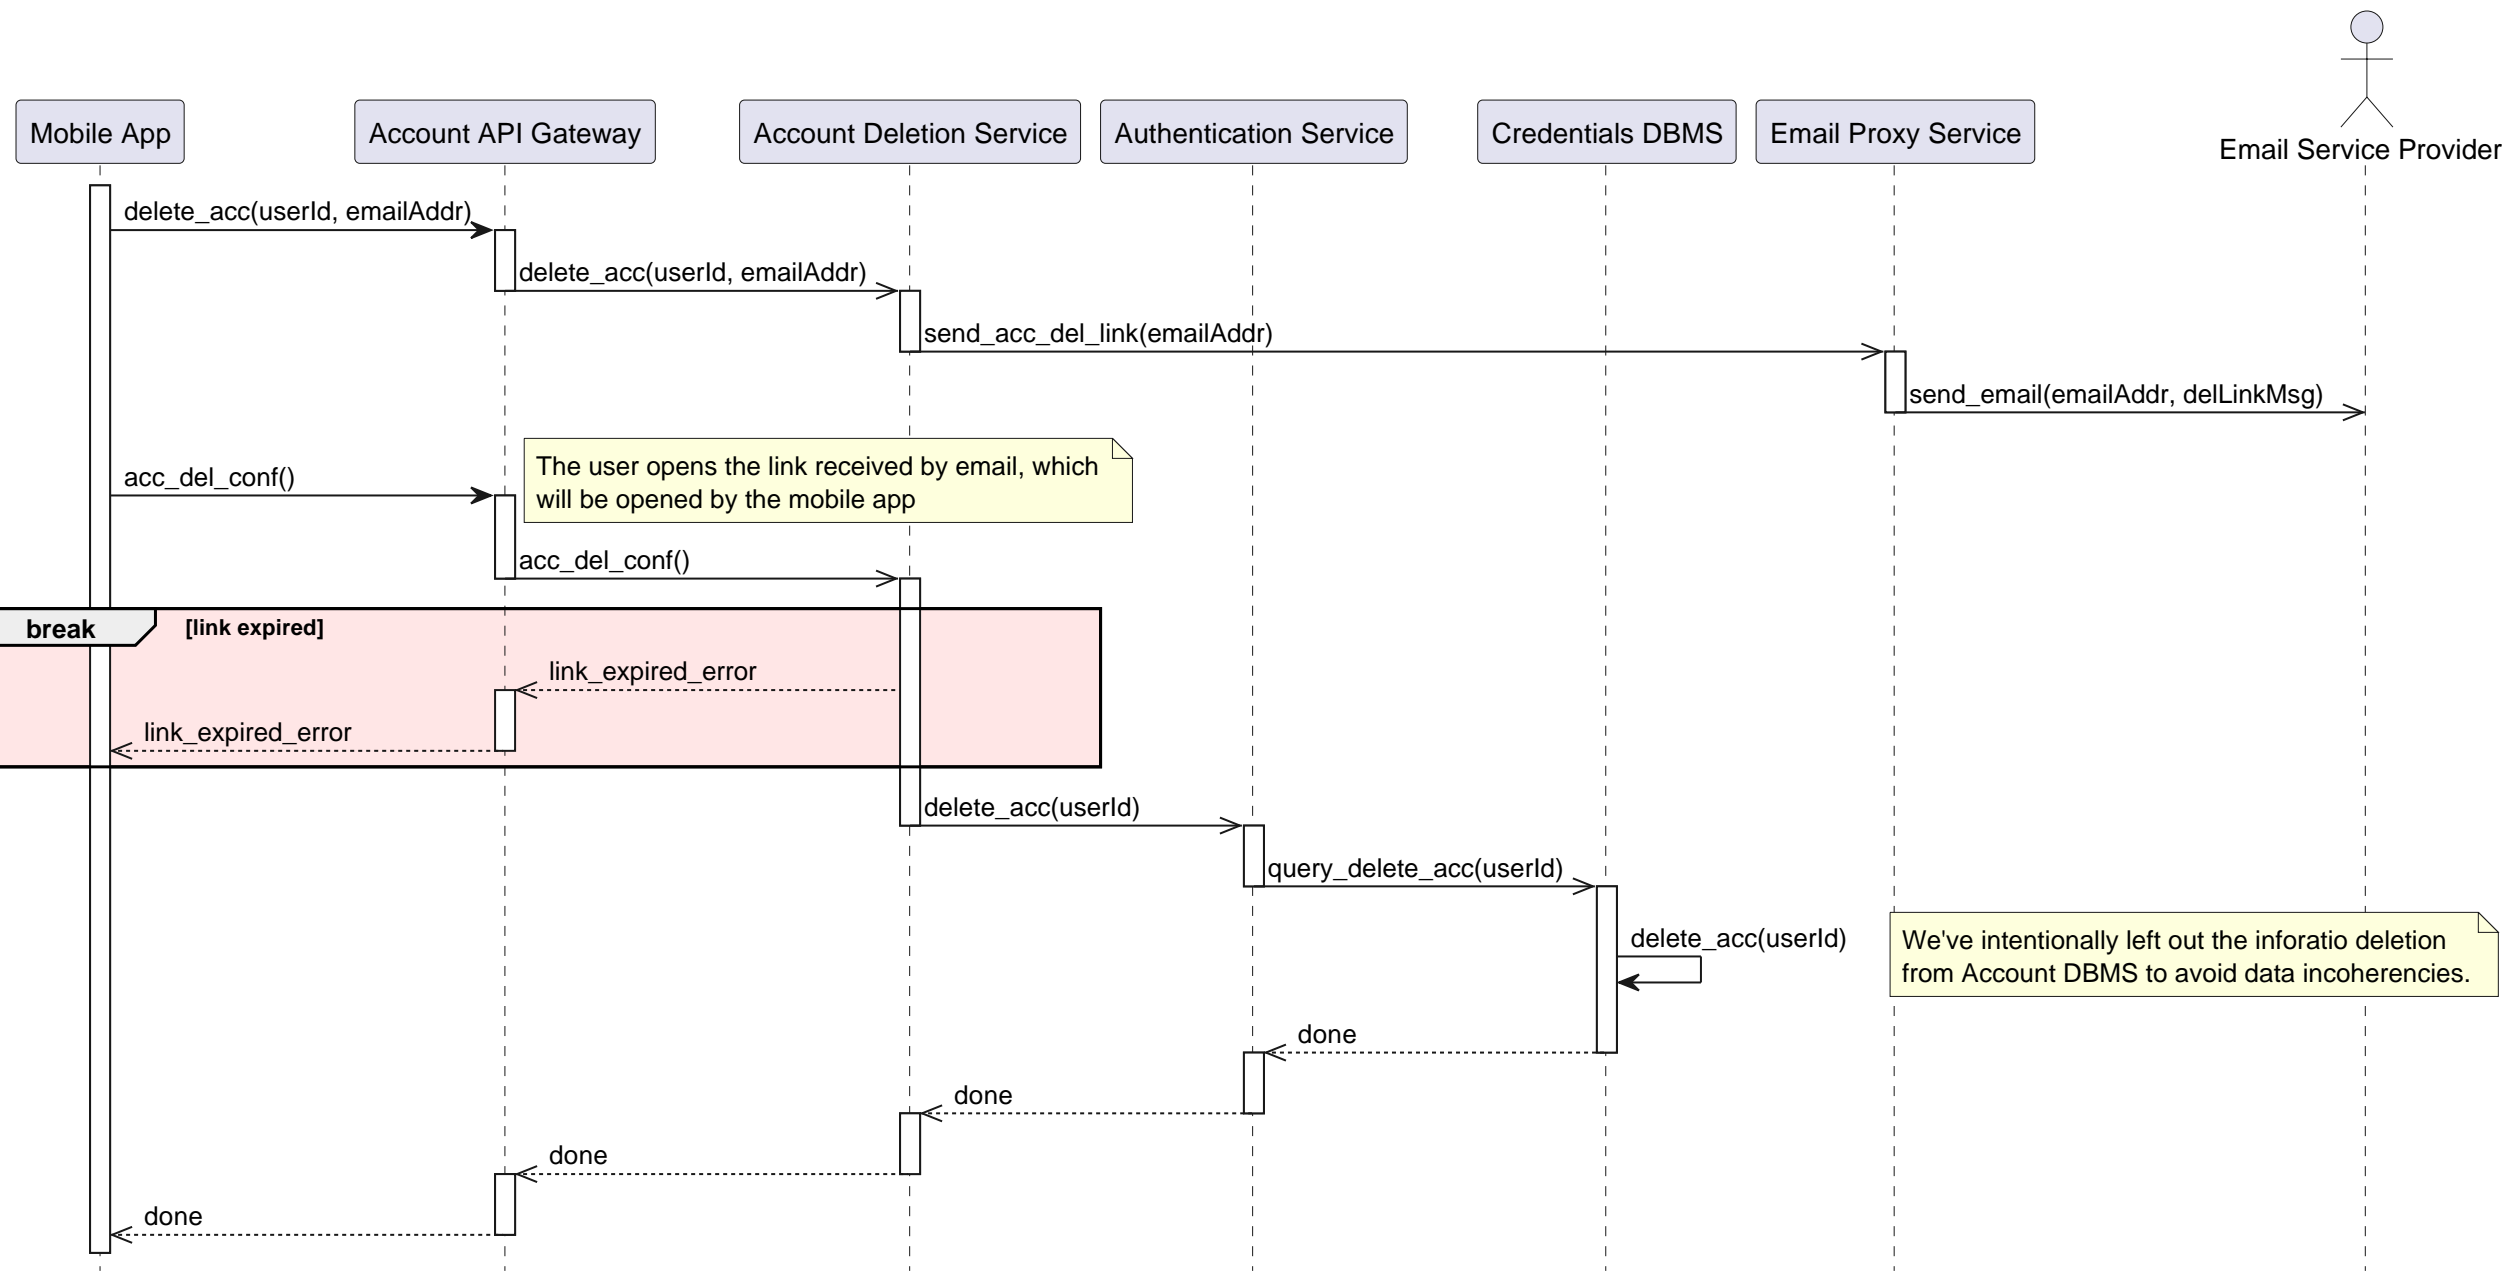 Mobile App
Account API Gateway
Account Deletion Service
Authentication Service
Credentials DBMS
Email Proxy Service
Email Service Provider
delete_acc(userId, emailAddr)
delete_acc(userId, emailAddr)
send_acc_del_link(emailAddr)
send_email(emailAddr, delLinkMsg)
acc_del_conf()
The user opens the link received by email, which
will be opened by the mobile app
acc_del_conf()
break
[link expired]
link_expired_error
link_expired_error
delete_acc(userId)
query_delete_acc(userId)
delete_acc(userId)
We've intentionally left out the inforatio deletion
from Account DBMS to avoid data incoherencies.
done
done
done
done